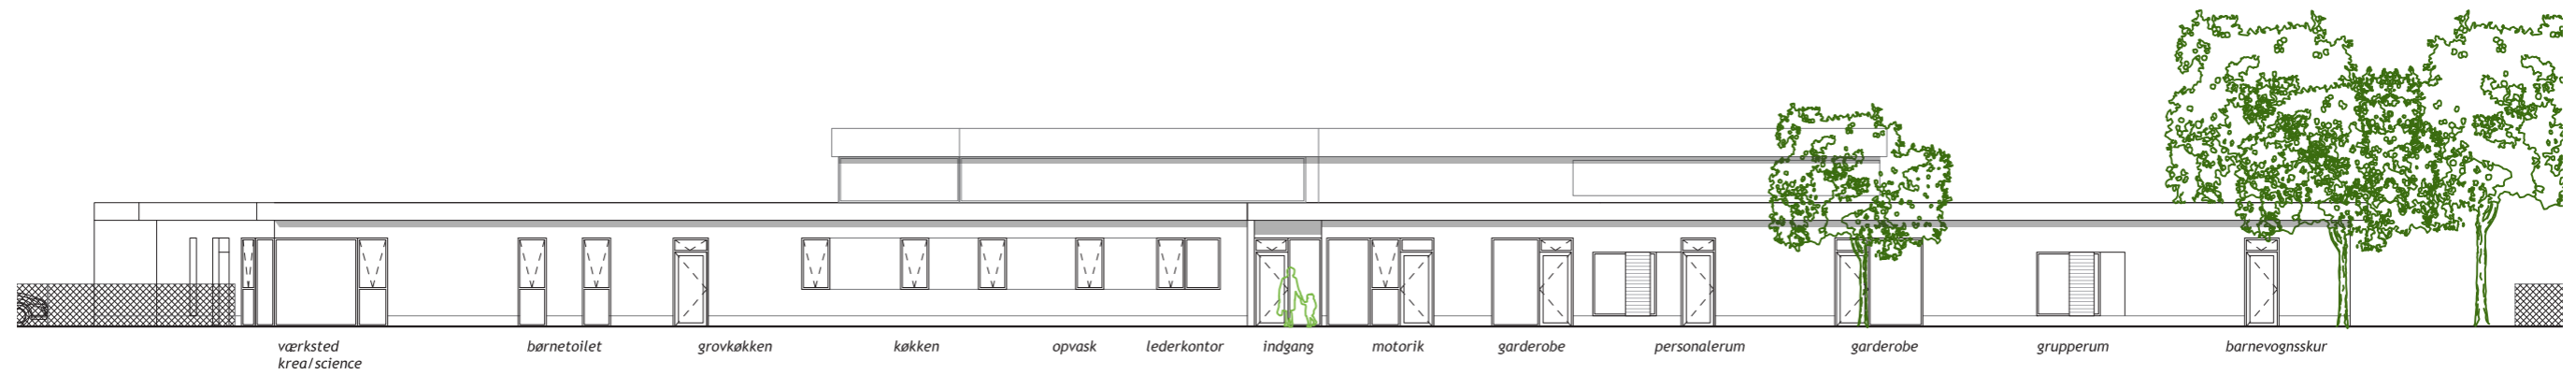 værksted
krea/science
børnetoilet
grovkøkken
køkken
opvask
lederkontor
indgang
motorik
garderobe
personalerum
garderobe
grupperum
barnevognsskur